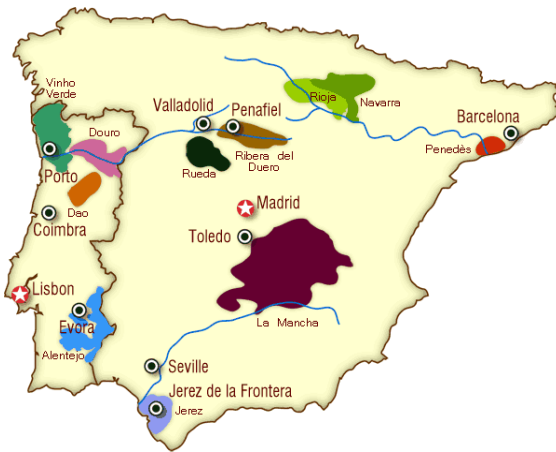 Vinho
Verde
Douro
Valladolid
Penafiel
Rioja
Navarra
Barcelona
Penedès
Porto
Rueda
Ribera del
Duero
Dao
Coimbra
Madrid
Toledo
Lisbon
Evora
Alentejo
La Mancha
Seville
Jerez de la Frontera
Jerez